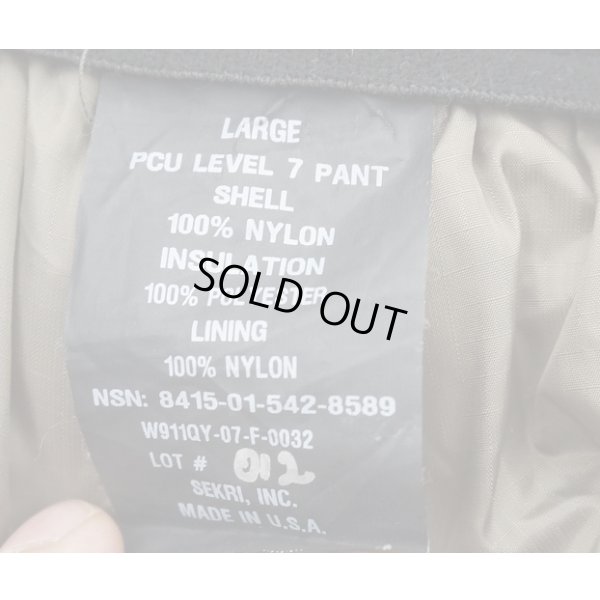 LARGE
PCU LEVEL 7 PANT
SHELL
100% NYLON
INSULATION
100% POLYESTER
SOLD OUT
LINING
100% NYLON
NSN: 8415-01-542-8589
W911QY-07-F-0032
LOT # 012
SEKRI, INC.
MADE IN U.S.A.